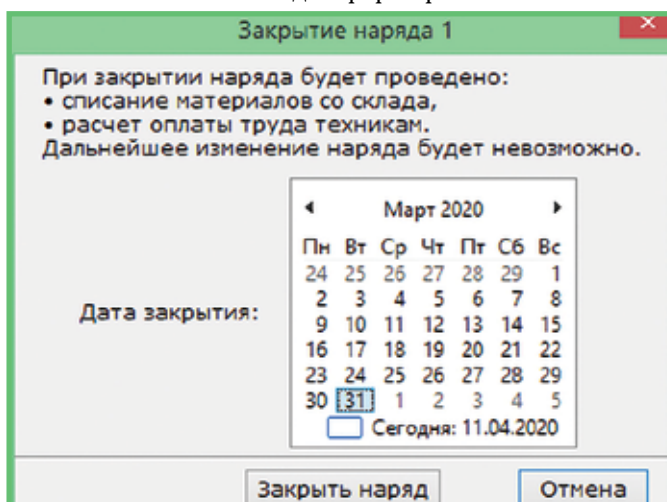 Закрытие наряда 1
При закрытии наряда будет проведено:
• списание материалов со склада,
• расчет оплаты труда техникам.
Дальнейшее изменение наряда будет невозможно.
Март 2020
Пн Вт Ср Чт Пт Сб Вс
24 25 26 27 28 29 1
2 3 4 5 6 7 8
Дата закрытия:
9 10 11 12 13 14 15
16 17 18 19 20 21 22
23 24 25 26 27 28 29
30 31 1 2 3 4 5
Сегодня: 11.04.2020
Закрыть наряд
Отмена